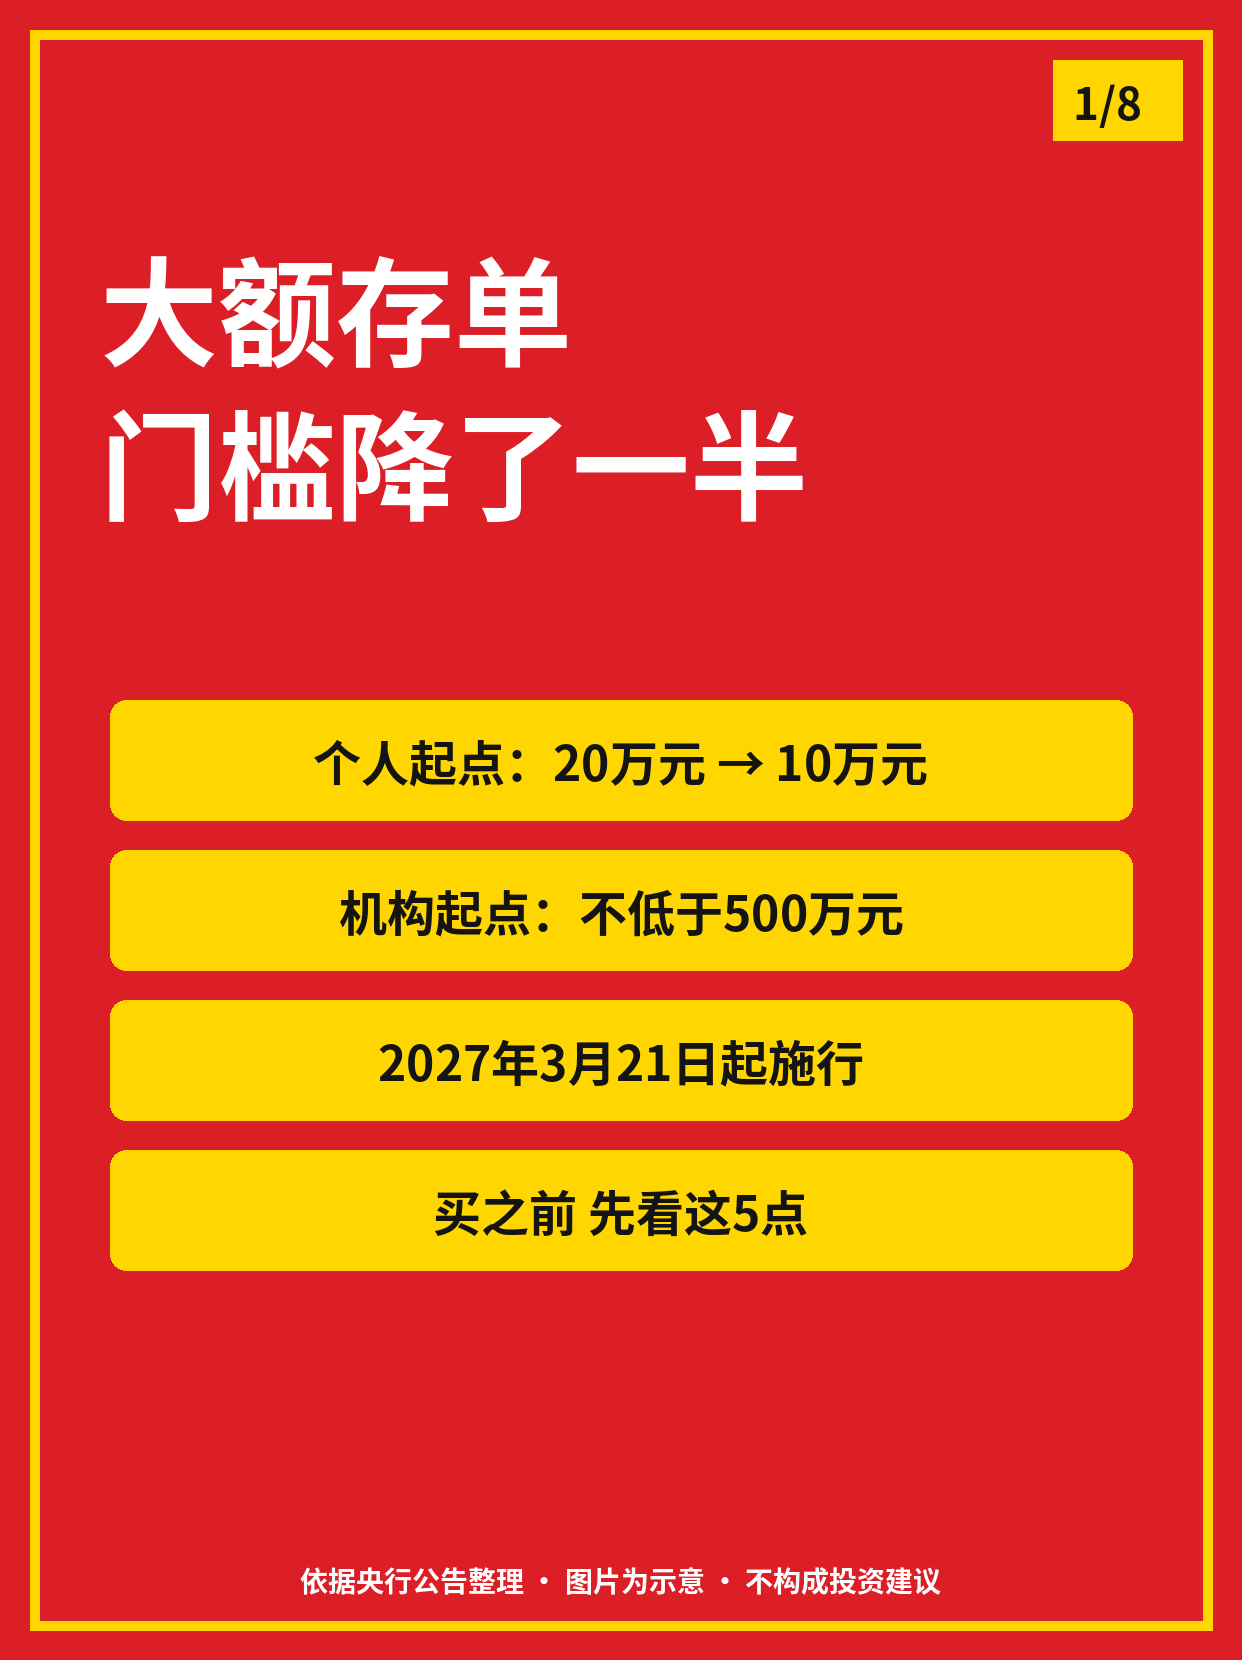 1/8
大额存单
门槛降了一半
个人起点：20万元 → 10万元
机构起点：不低于500万元
2027年3月21日起施行
买之前 先看这5点
依据央行公告整理 · 图片为示意 · 不构成投资建议